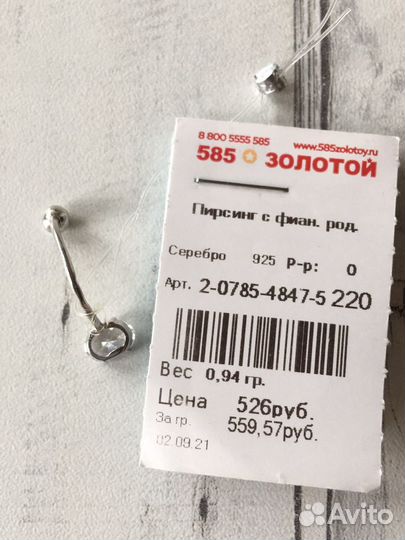 8 800 5555 585 www.585zolotoy.ru
585 ЗОЛОТОЙ
Пирсинг с фиан. род.
Серебро 925 Р-р: 0
Арт. 2-0785-4847-5 220
Вес 0,94 гр.
Цена 526руб.
За гр. 559,57руб.
02.09.21
Avito